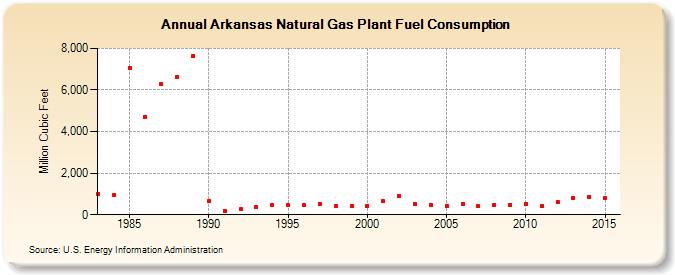 Annual Arkansas Natural Gas Plant Fuel Consumption
Million Cubic Feet
8,000
6,000
4,000
2,000
0
1985 1990 1995 2000 2005 2010 2015
Source: U.S. Energy Information Administration